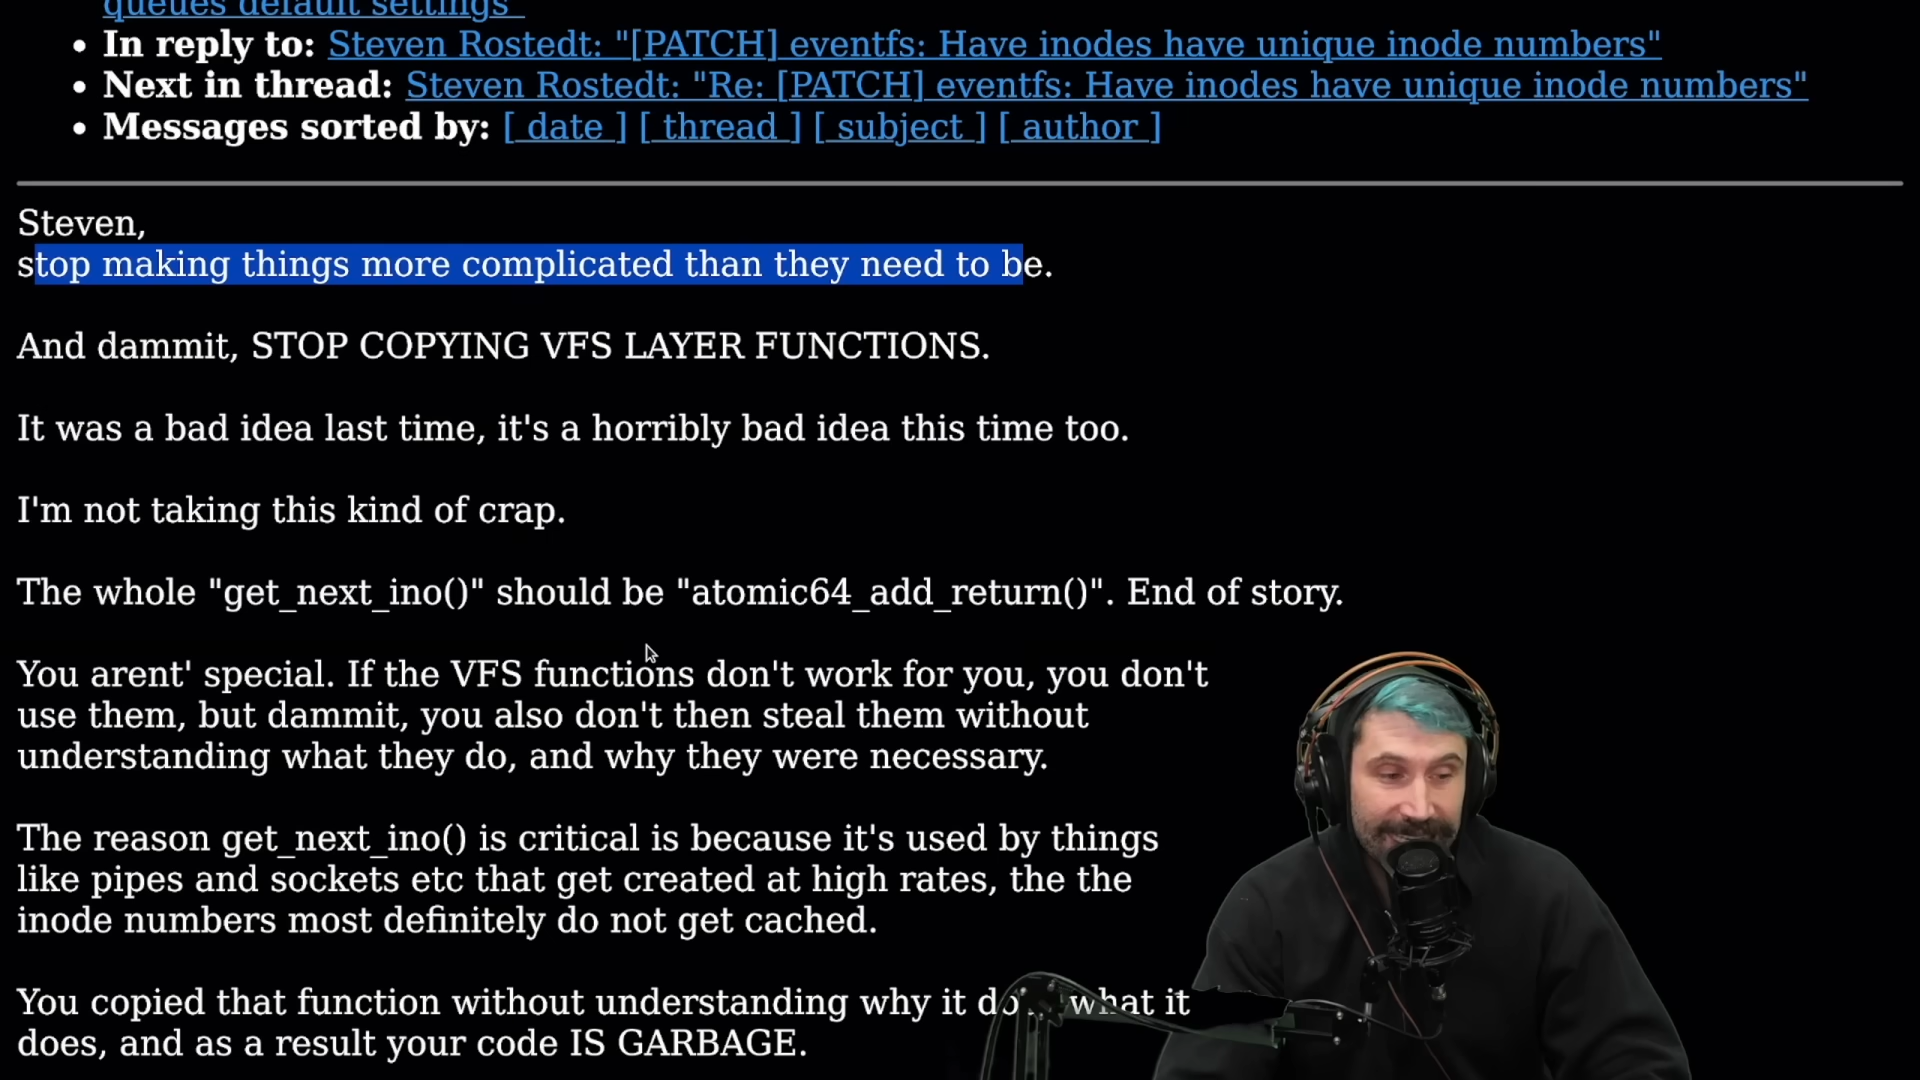 queues default settings"
• In reply to: Steven Rostedt: "[PATCH] eventfs: Have inodes have unique inode numbers"
• Next in thread: Steven Rostedt: "Re: [PATCH] eventfs: Have inodes have unique inode numbers"
• Messages sorted by: [ date ] [ thread ] [ subject ] [ author ]
Steven,
stop making things more complicated than they need to be.
And dammit, STOP COPYING VFS LAYER FUNCTIONS.
It was a bad idea last time, it's a horribly bad idea this time too.
I'm not taking this kind of crap.
The whole "get_next_ino()" should be "atomic64_add_return()". End of story.
You arent' special. If the VFS functions don't work for you, you don't
use them, but dammit, you also don't then steal them without
understanding what they do, and why they were necessary.
The reason get_next_ino() is critical is because it's used by things
like pipes and sockets etc that get created at high rates, the the
inode numbers most definitely do not get cached.
You copied that function without understanding why it what it
does, and as a result your code IS GARBAGE.